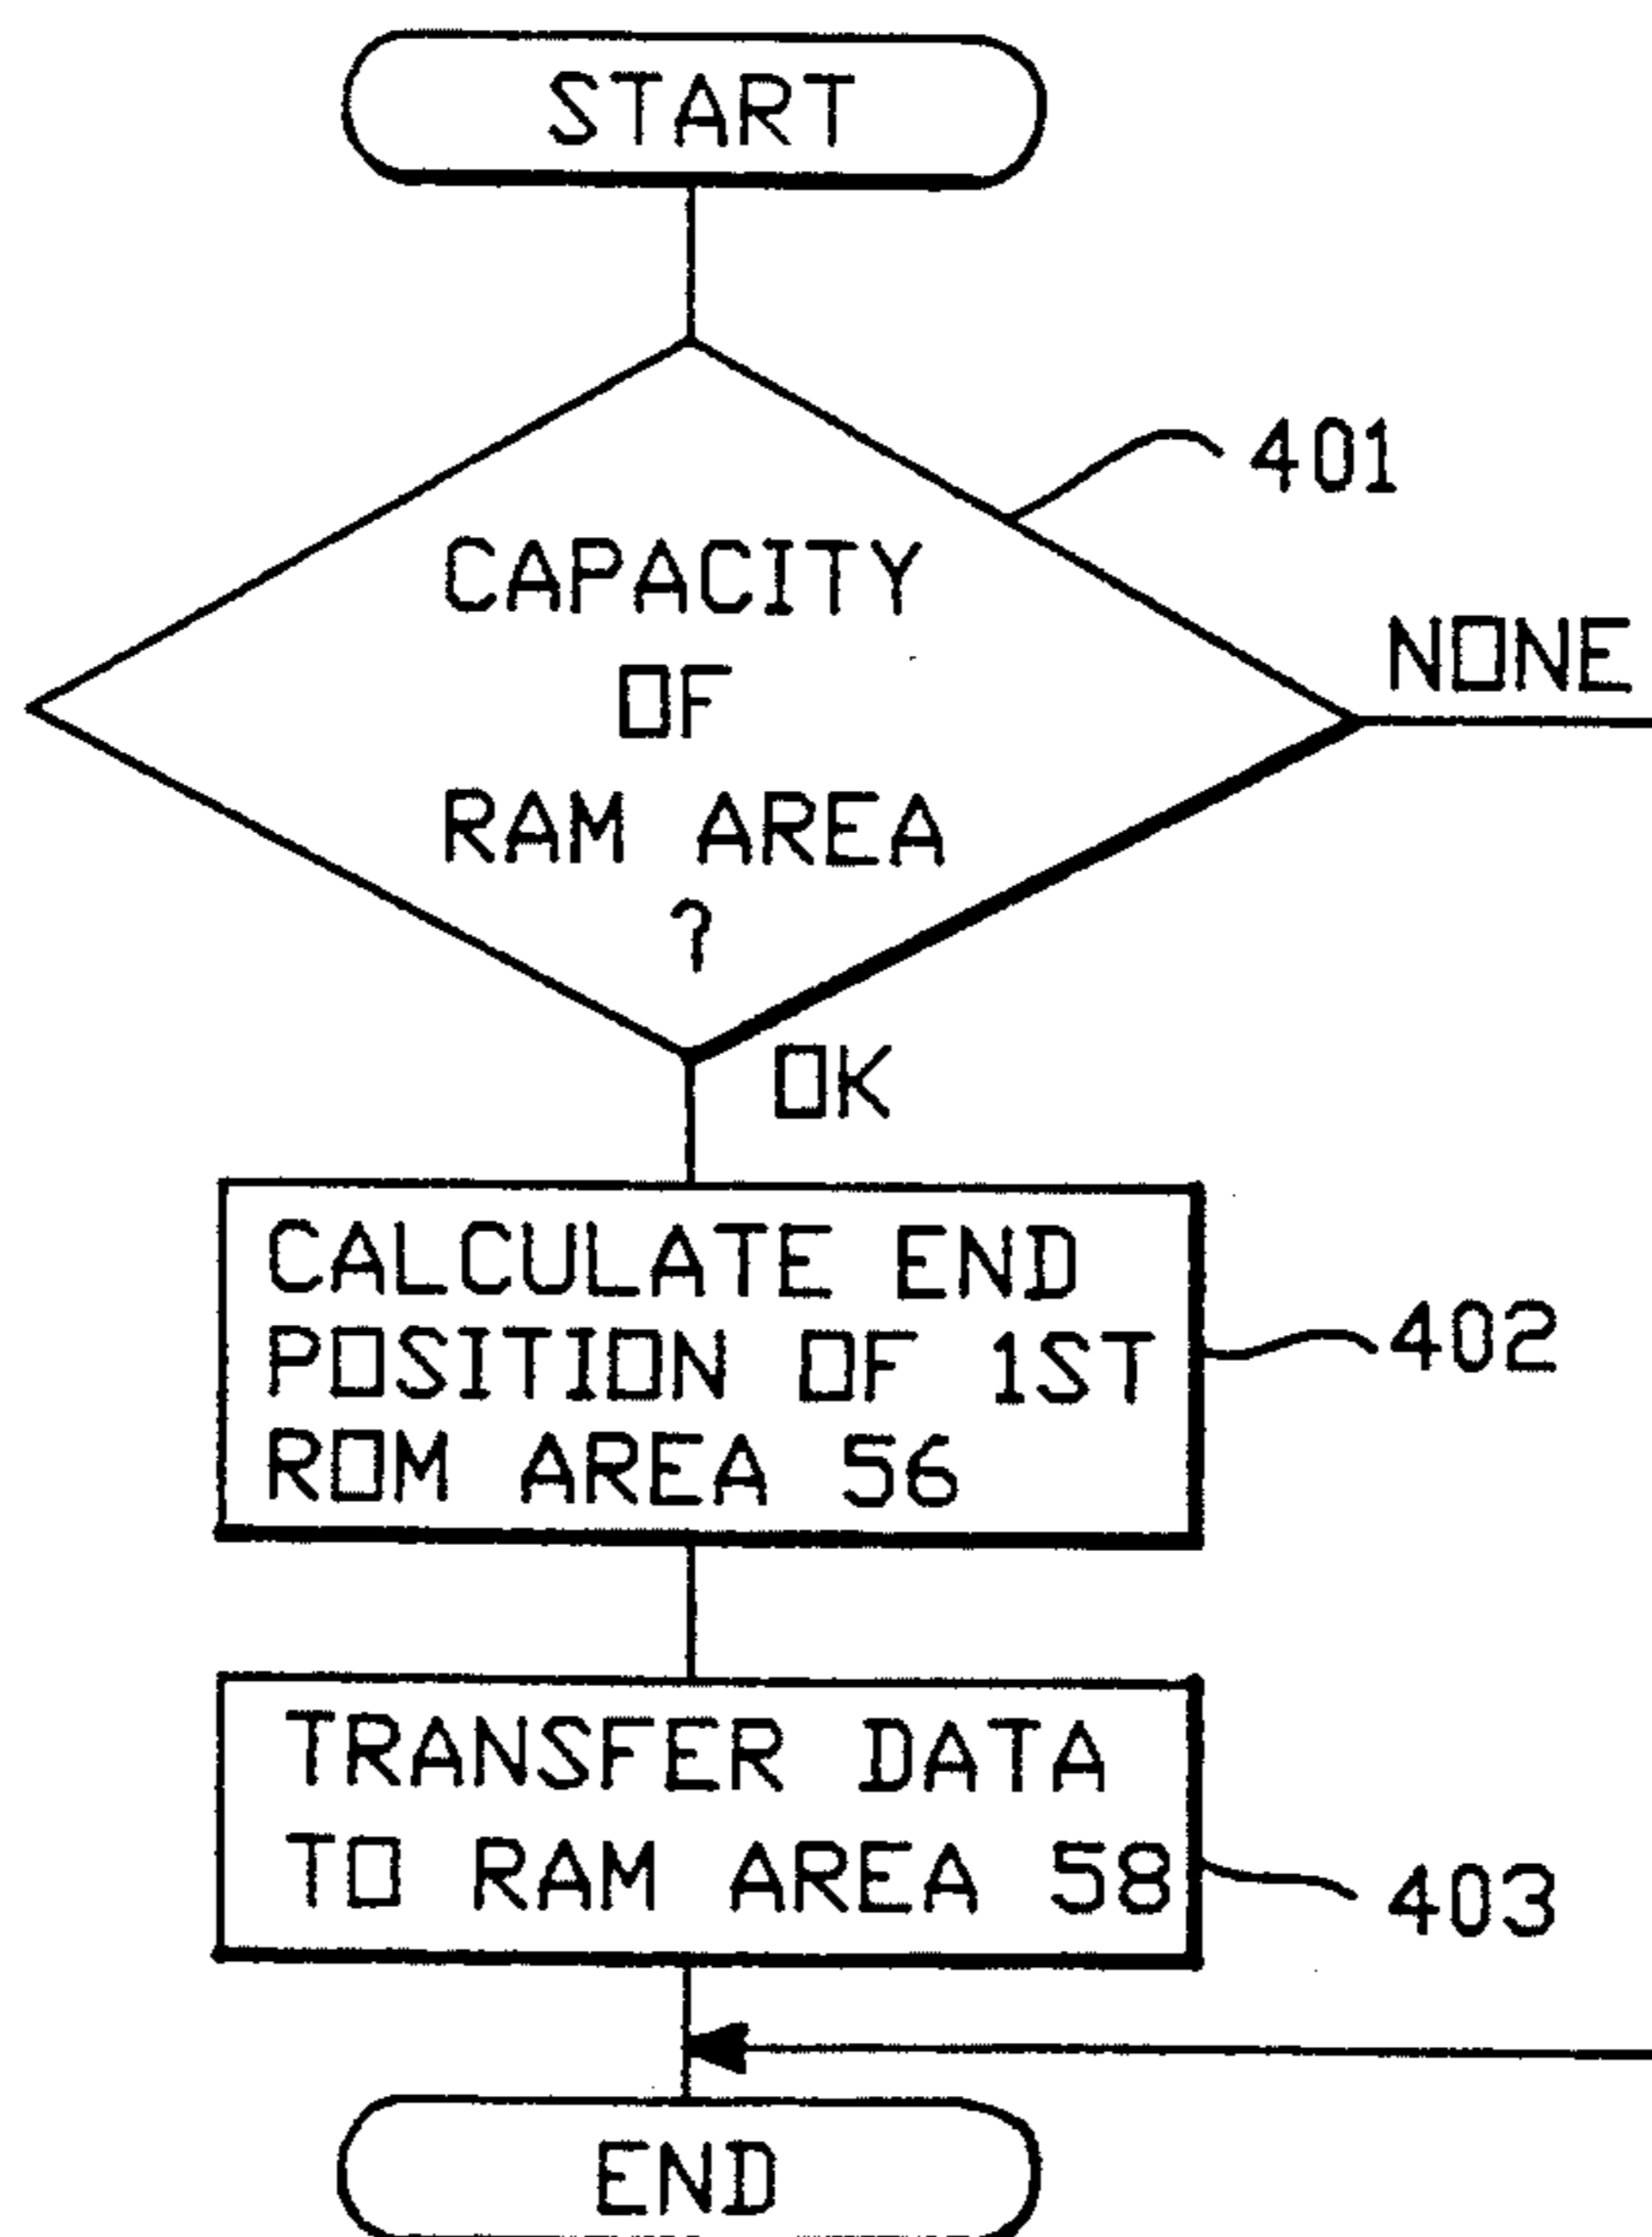 START
401
CAPACITY
OF
RAM AREA
?
NONE
OK
CALCULATE END
POSITION OF 1ST
ROM AREA 56
402
TRANSFER DATA
TO RAM AREA 58
403
END